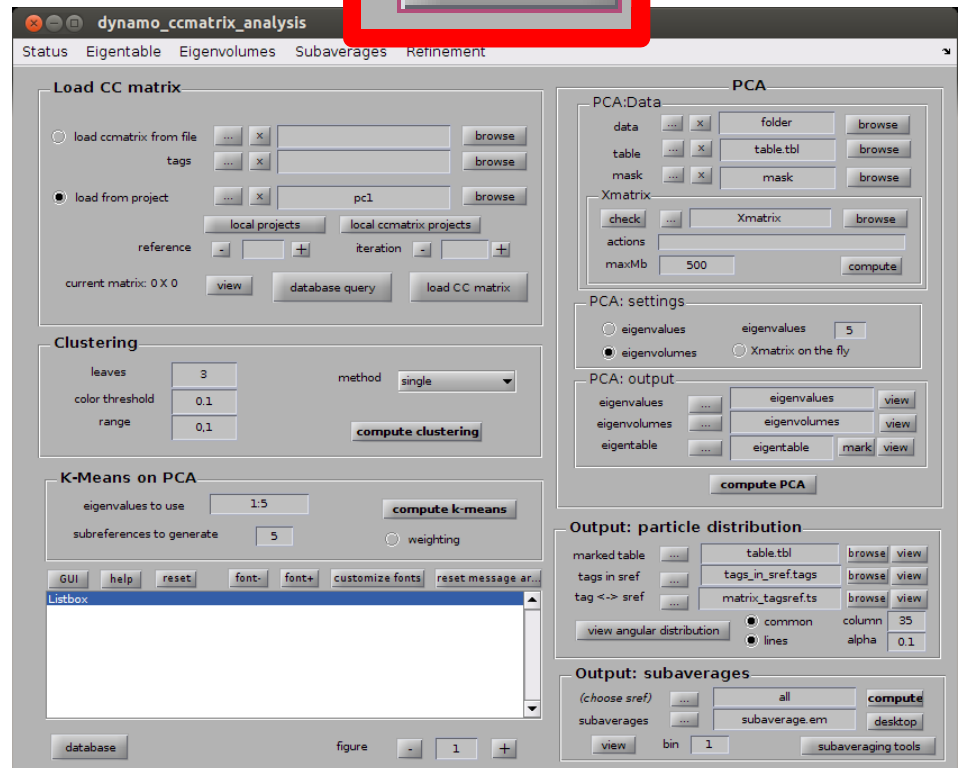 dynamo_ccmatrix_analysis
Status Eigentable Eigenvolumes Subaverages Refinement
Load CC matrix
load ccmatrix from file ... x browse
tags ... x browse
load from project ... x pc1 browse
local projects local ccmatrix projects
reference - + iteration - +
current matrix: 0 X 0 view database query load CC matrix
Clustering
leaves 3 method single
color threshold 0.1
range 0,1 compute clustering
K-Means on PCA
eigenvalues to use 1:5 compute k-means
subreferences to generate 5 weighting
GUI help reset font- font+ customize fonts reset message ar...
Listbox
database figure - 1 +
PCA
PCA:Data
data ... x folder browse
table ... x table.tbl browse
mask ... x mask browse
Xmatrix
check ... Xmatrix browse
actions
maxMb 500 compute
PCA: settings
eigenvalues eigenvalues 5
eigenvolumes Xmatrix on the fly
PCA: output
eigenvalues ... eigenvalues view
eigenvolumes ... eigenvolumes view
eigentable ... eigentable mark view
compute PCA
Output: particle distribution
marked table ... table.tbl browse view
tags in sref ... tags_in_sref.tags browse view
tag <-> sref ... matrix_tagsref.ts browse view
view angular distribution common column 35
lines alpha 0.1
Output: subaverages
(choose sref) ... all compute
subaverages ... subaverage.em desktop
view bin 1 subaveraging tools